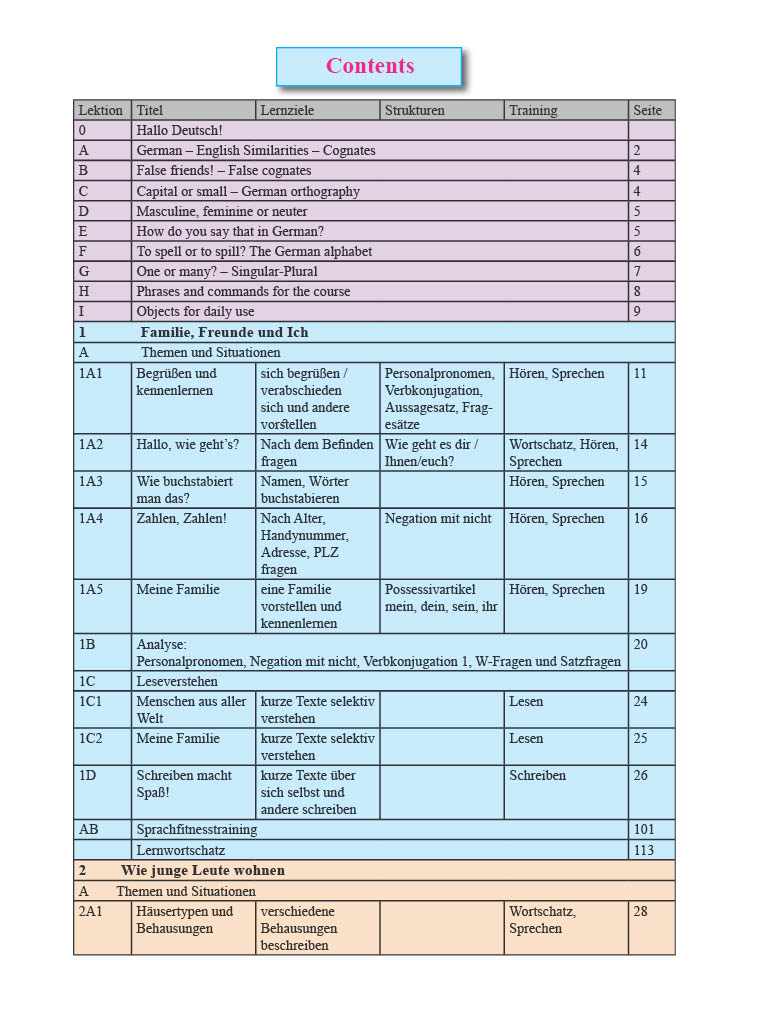 Contents
Lektion Titel Lernziele Strukturen Training Seite
0 Hallo Deutsch!
A German – English Similarities – Cognates 2
B False friends! – False cognates 4
C Capital or small – German orthography 4
D Masculine, feminine or neuter 5
E How do you say that in German? 5
F To spell or to spill? The German alphabet 6
G One or many? – Singular-Plural 7
H Phrases and commands for the course 8
I Objects for daily use 9
1 Familie, Freunde und Ich
A Themen und Situationen
1A1 Begrüßen und sich begrüßen / Personalpronomen, Hören, Sprechen 11
kennenlernen verabschieden Verbkonjugation,
sich und andere Aussagesatz, Frag-
vorstellen esätze
1A2 Hallo, wie geht’s? Nach dem Befinden Wie geht es dir / Wortschatz, Hören, 14
fragen Ihnen/euch? Sprechen
1A3 Wie buchstabiert Namen, Wörter Hören, Sprechen 15
man das? buchstabieren
1A4 Zahlen, Zahlen! Nach Alter, Negation mit nicht Hören, Sprechen 16
Handynummer,
Adresse, PLZ
fragen
1A5 Meine Familie eine Familie Possessivartikel Hören, Sprechen 19
vorstellen und mein, dein, sein, ihr
kennenlernen
1B Analyse: 20
Personalpronomen, Negation mit nicht, Verbkonjugation 1, W-Fragen und Satzfragen
1C Leseverstehen
1C1 Menschen aus aller kurze Texte selektiv Lesen 24
Welt verstehen
1C2 Meine Familie kurze Texte selektiv Lesen 25
verstehen
1D Schreiben macht kurze Texte über Schreiben 26
Spaß! sich selbst und
andere schreiben
AB Sprachfitnesstraining 101
Lernwortschatz 113
2 Wie junge Leute wohnen
A Themen und Situationen
2A1 Häusertypen und verschiedene Wortschatz, 28
Behausungen Behausungen Sprechen
beschreiben